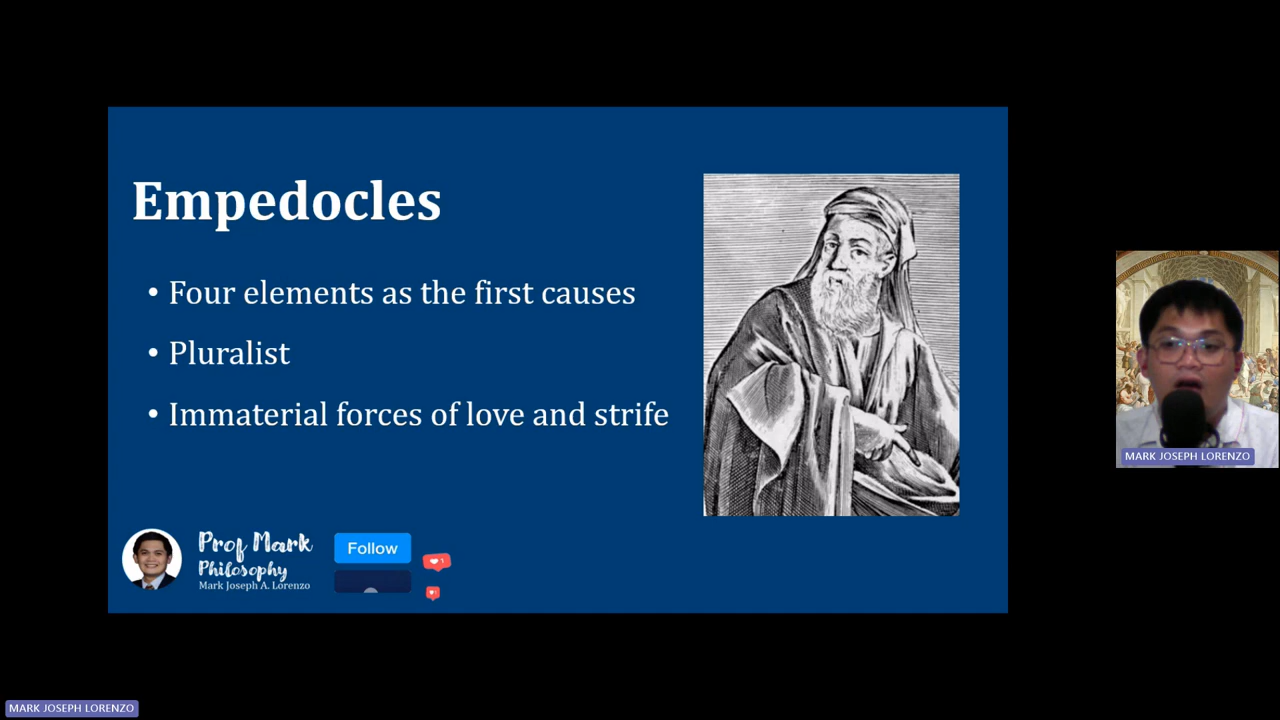 Empedocles
• Four elements as the first causes
• Pluralist
• Immaterial forces of love and strife
Prof Mark
Philosophy
Mark Joseph A. Lorenzo
Follow
MARK JOSEPH LORENZO
MARK JOSEPH LORENZO